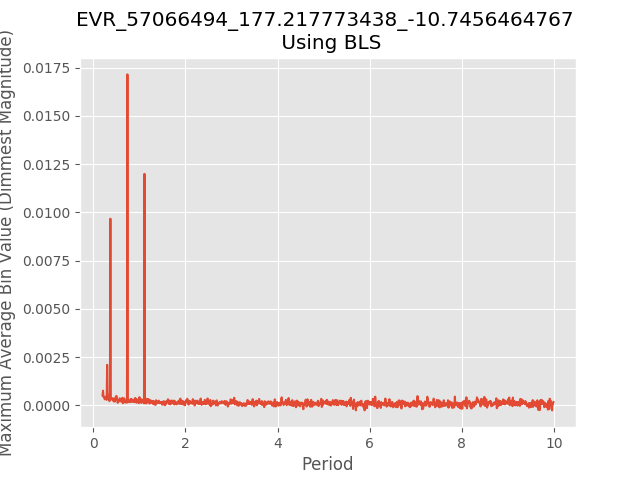 EVR_57066494_177.217773438_-10.7456464767
Using BLS
Maximum Average Bin Value (Dimmest Magnitude)
0.0175
0.0150
0.0125
0.0100
0.0075
0.0050
0.0025
0.0000
0 2 4 6 8 10
Period